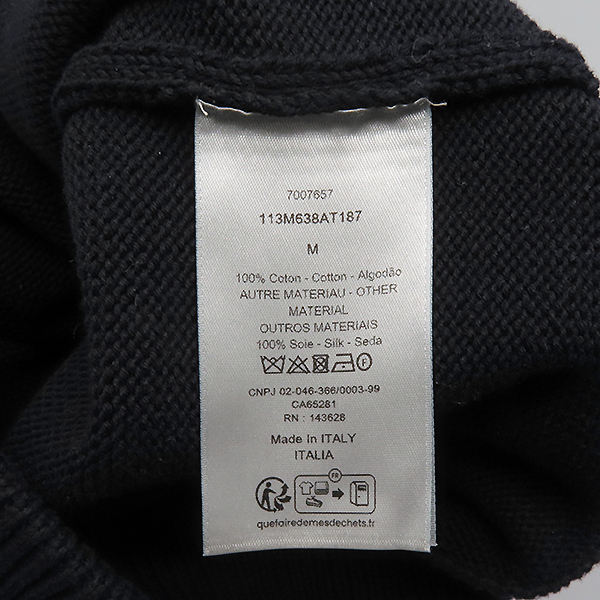 7007657
113M638AT187
M
100% Coton - Cotton - Algodão
AUTRE MATERIAU - OTHER
MATERIAL
OUTROS MATERIAIS
100% Soie - Silk - Seda
F
CNPJ 02-046-366/0003-99
CA65281
RN : 143628
Made In ITALY
ITALIA
FR
quefairedemesdechets.fr